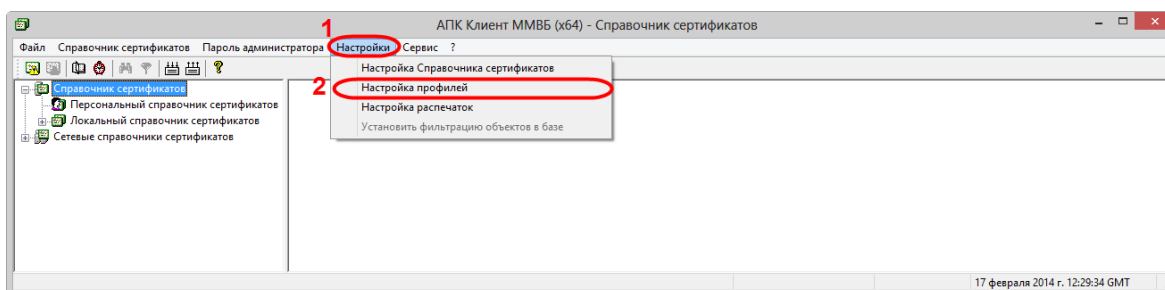 АПК Клиент ММВБ (x64) - Справочник сертификатов
1
Файл Справочник сертификатов Пароль администратора Настройки Сервис ?
Настройка Справочника сертификатов
2 Настройка профилей
Настройка распечаток
Установить фильтрацию объектов в базе
Справочник сертификатов
Персональный справочник сертификатов
Локальный справочник сертификатов
Сетевые справочники сертификатов
17 февраля 2014 г. 12:29:34 GMT